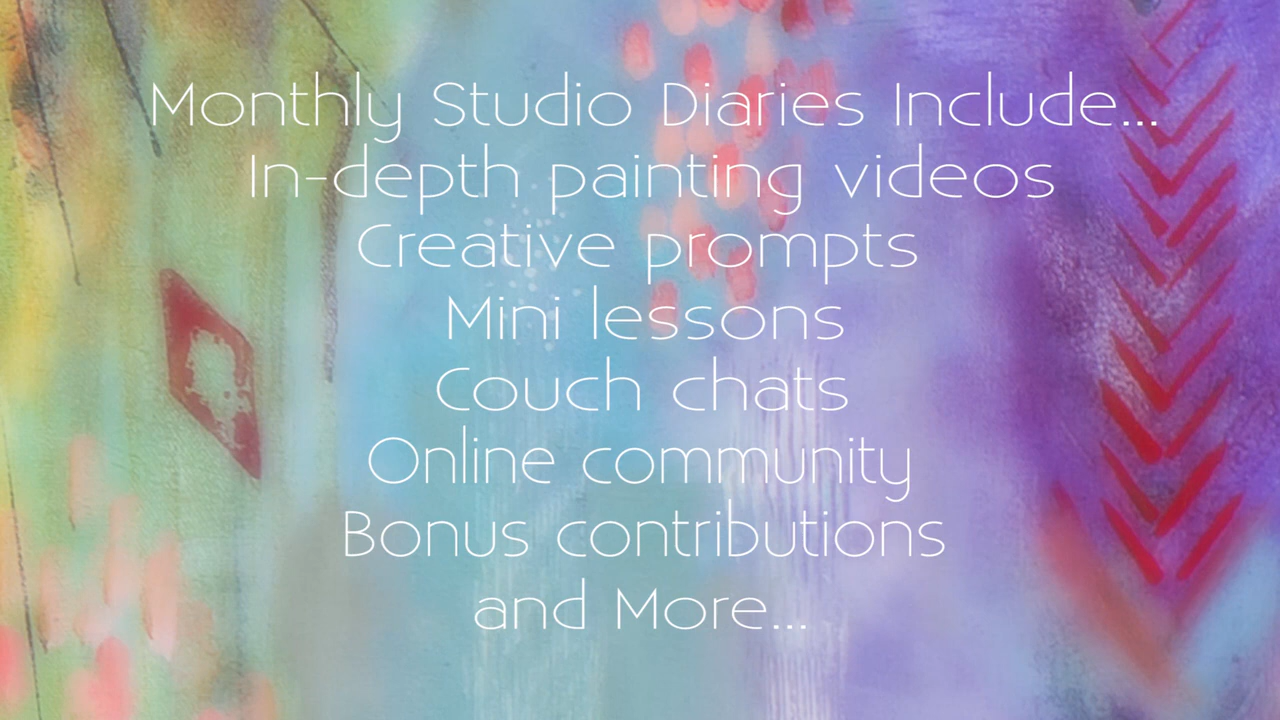 Monthly Studio Diaries Include...
In-depth painting videos
Creative prompts
Mini lessons
Couch chats
Online community
Bonus contributions
and More...